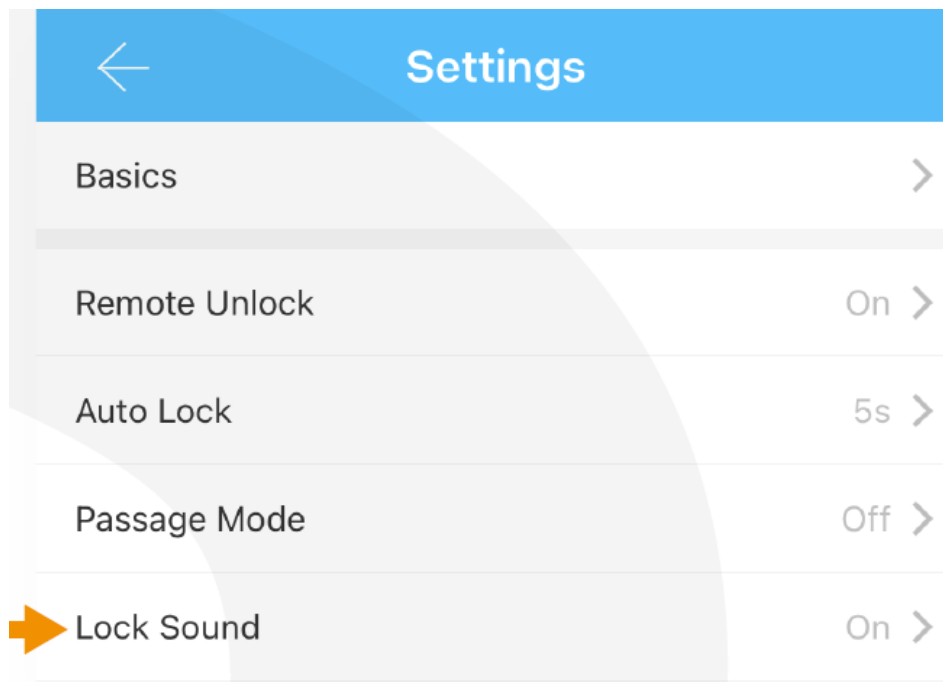 Settings
Basics
Remote Unlock On
Auto Lock 5s
Passage Mode Off
Lock Sound On